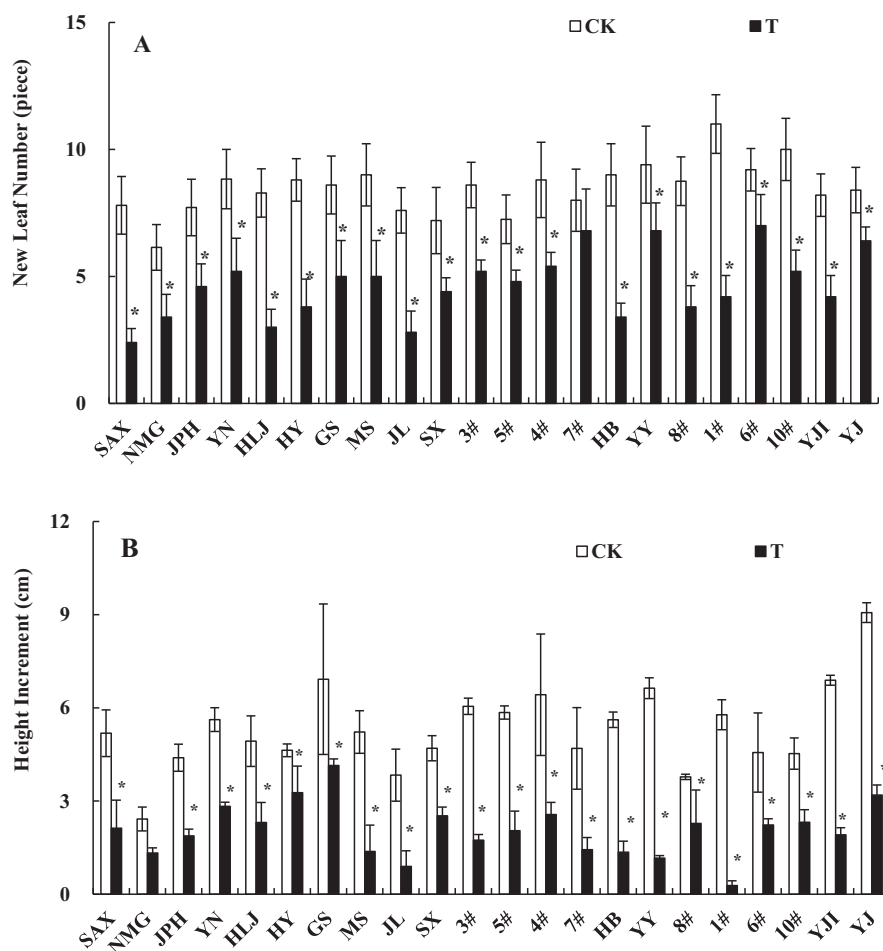 15
A
CK
T
New Leaf Number (piece)
10
* * * * * * * * * * * * * * * * * * * * *
5
0
SAX NMG JPH YN HLJ HY GS MS JL SX 3# 5# 4# 7# HB YY 8# 1# 6# 10# YJI YJ
12
B
CK
T
Height Increment (cm)
9
6
* * * * * * * * * * * * * * * * * * * * *
3
0
SAX NMG JPH YN HLJ HY GS MS JL SX 3# 5# 4# 7# HB YY 8# 1# 6# 10# YJI YJ